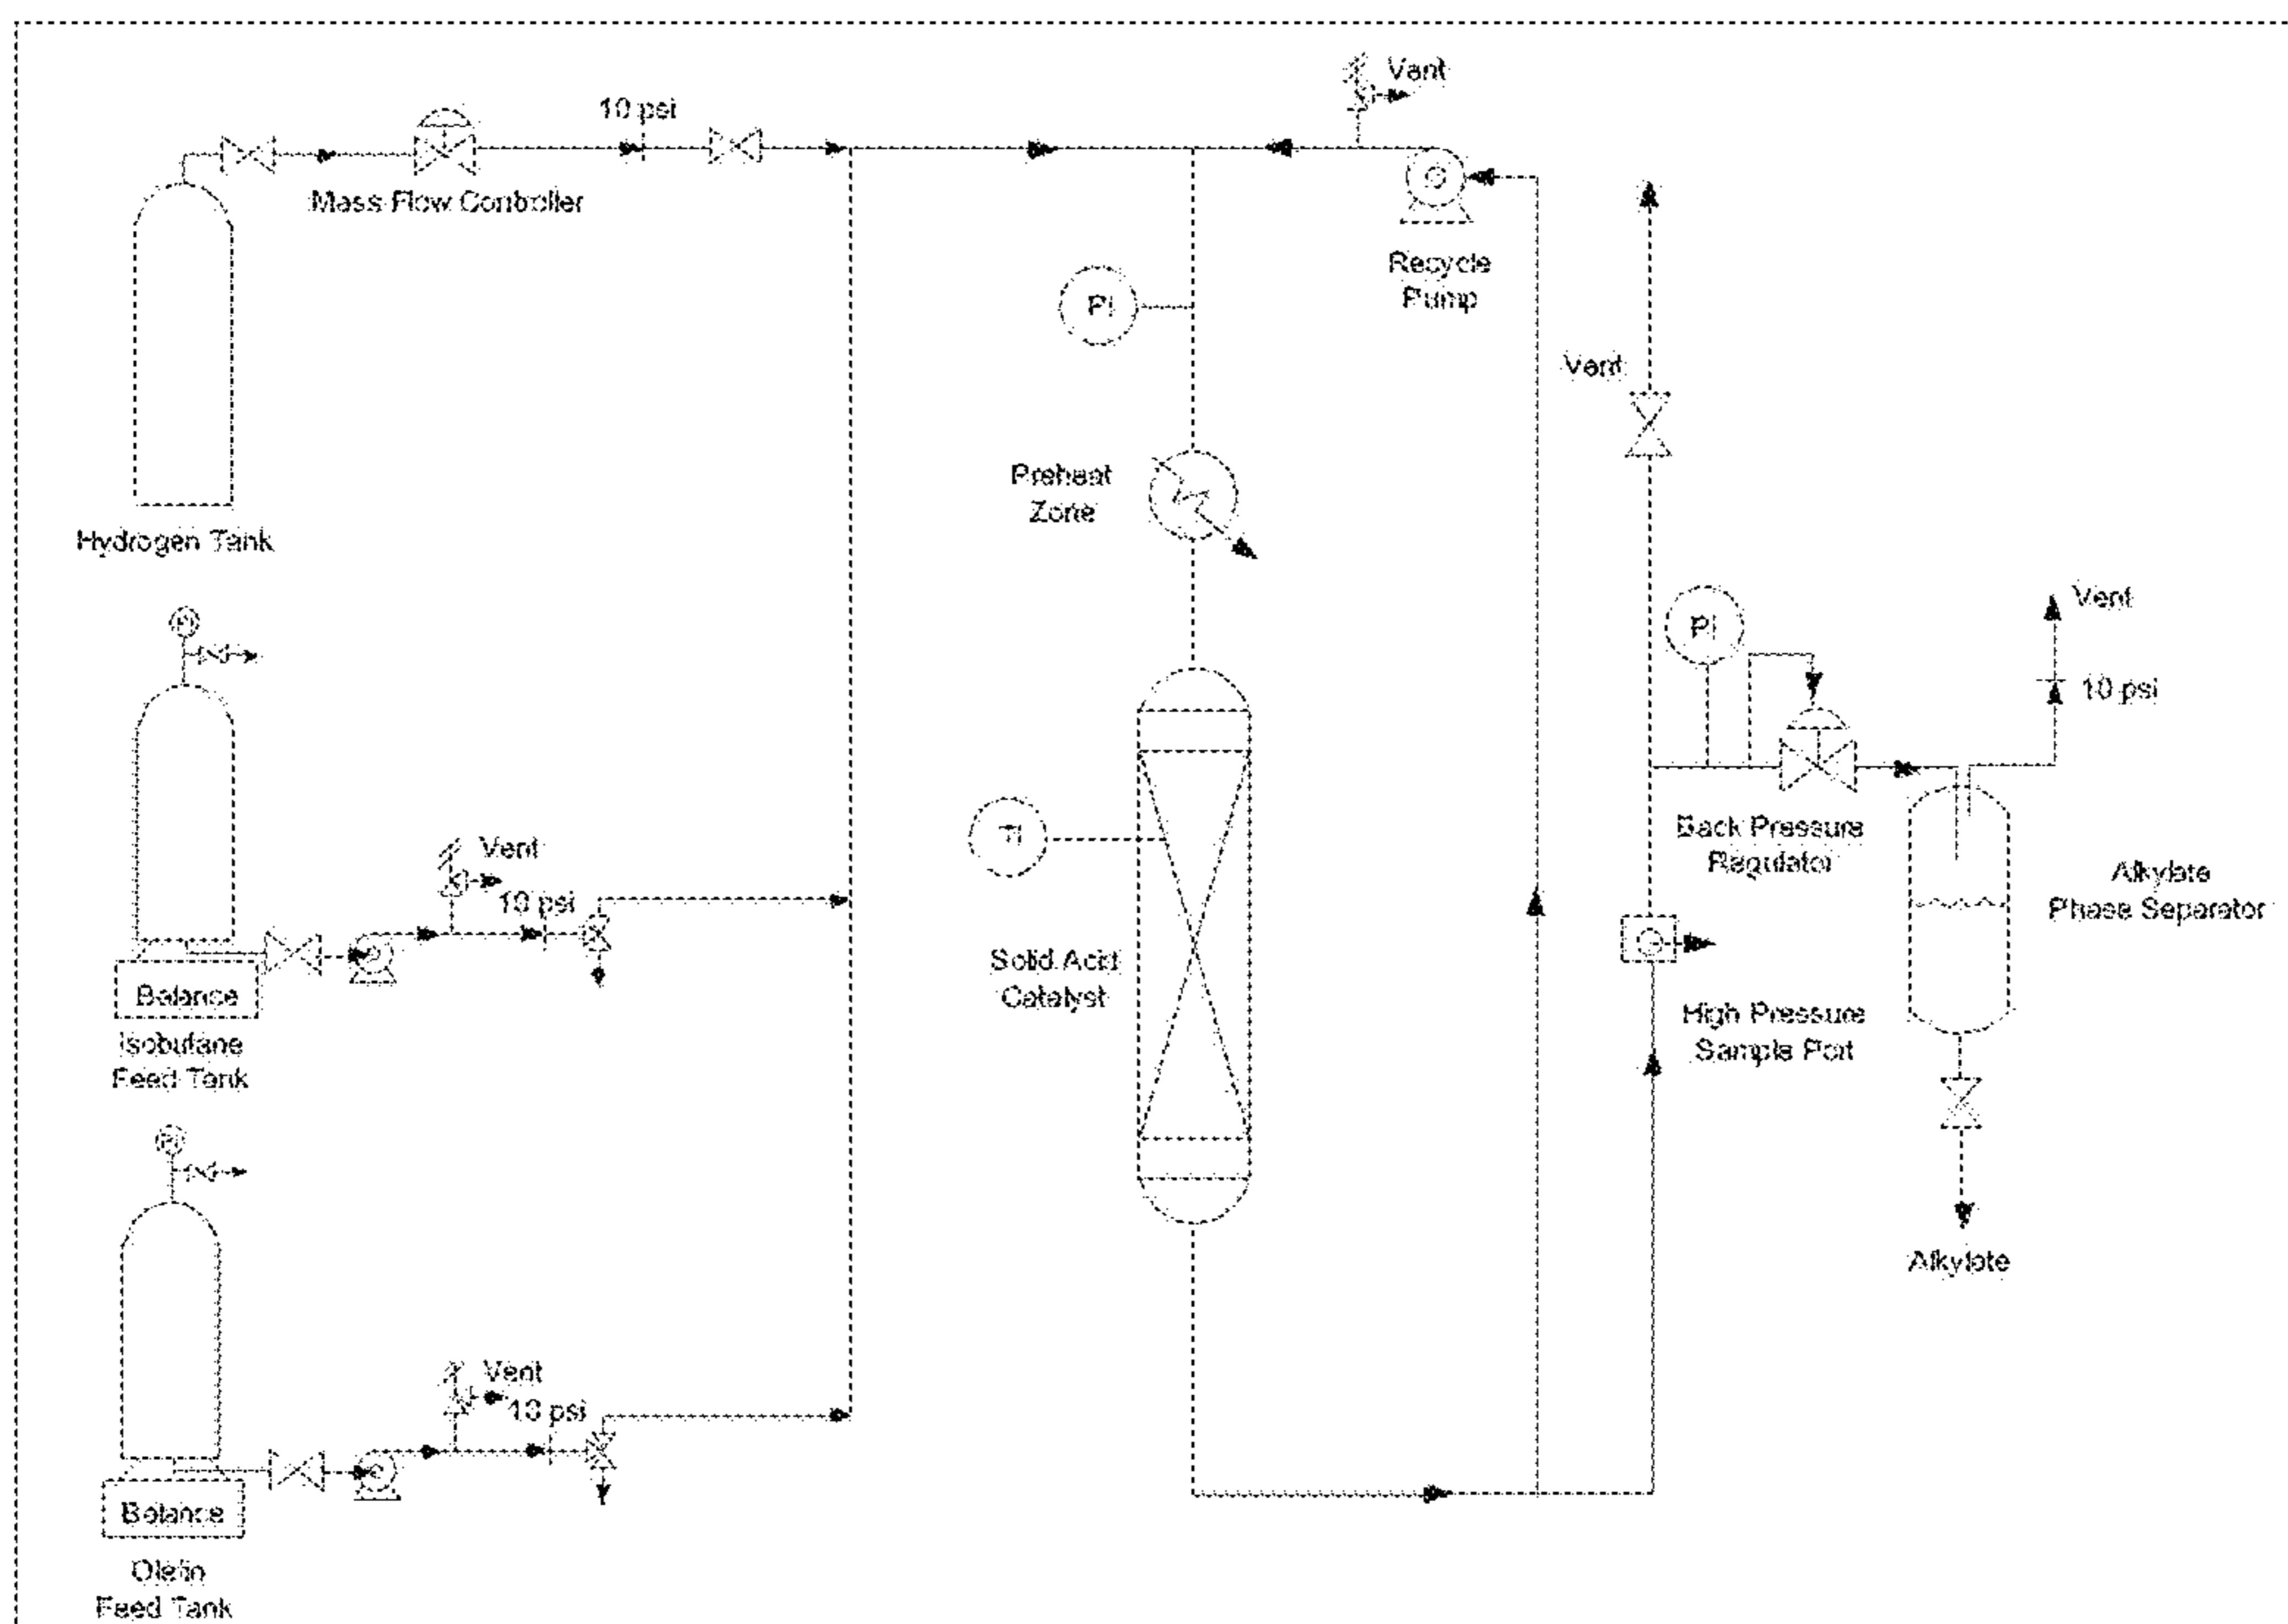 Vent
10 psi
Mass Flow Controller
Recycle
Pump
PI
Vent
Preheat
Zone
Hydrogen Tank
PI
Vent
PI
10 psi
TI
Back Pressure
Regulator
Alkylate
Phase Separator
Vent
10 psi
Solid Acid
Catalyst
Balance
Isobutane
Feed Tank
High Pressure
Sample Port
PI
Alkylate
Vent
10 psi
Balance
Olefin
Feed Tank